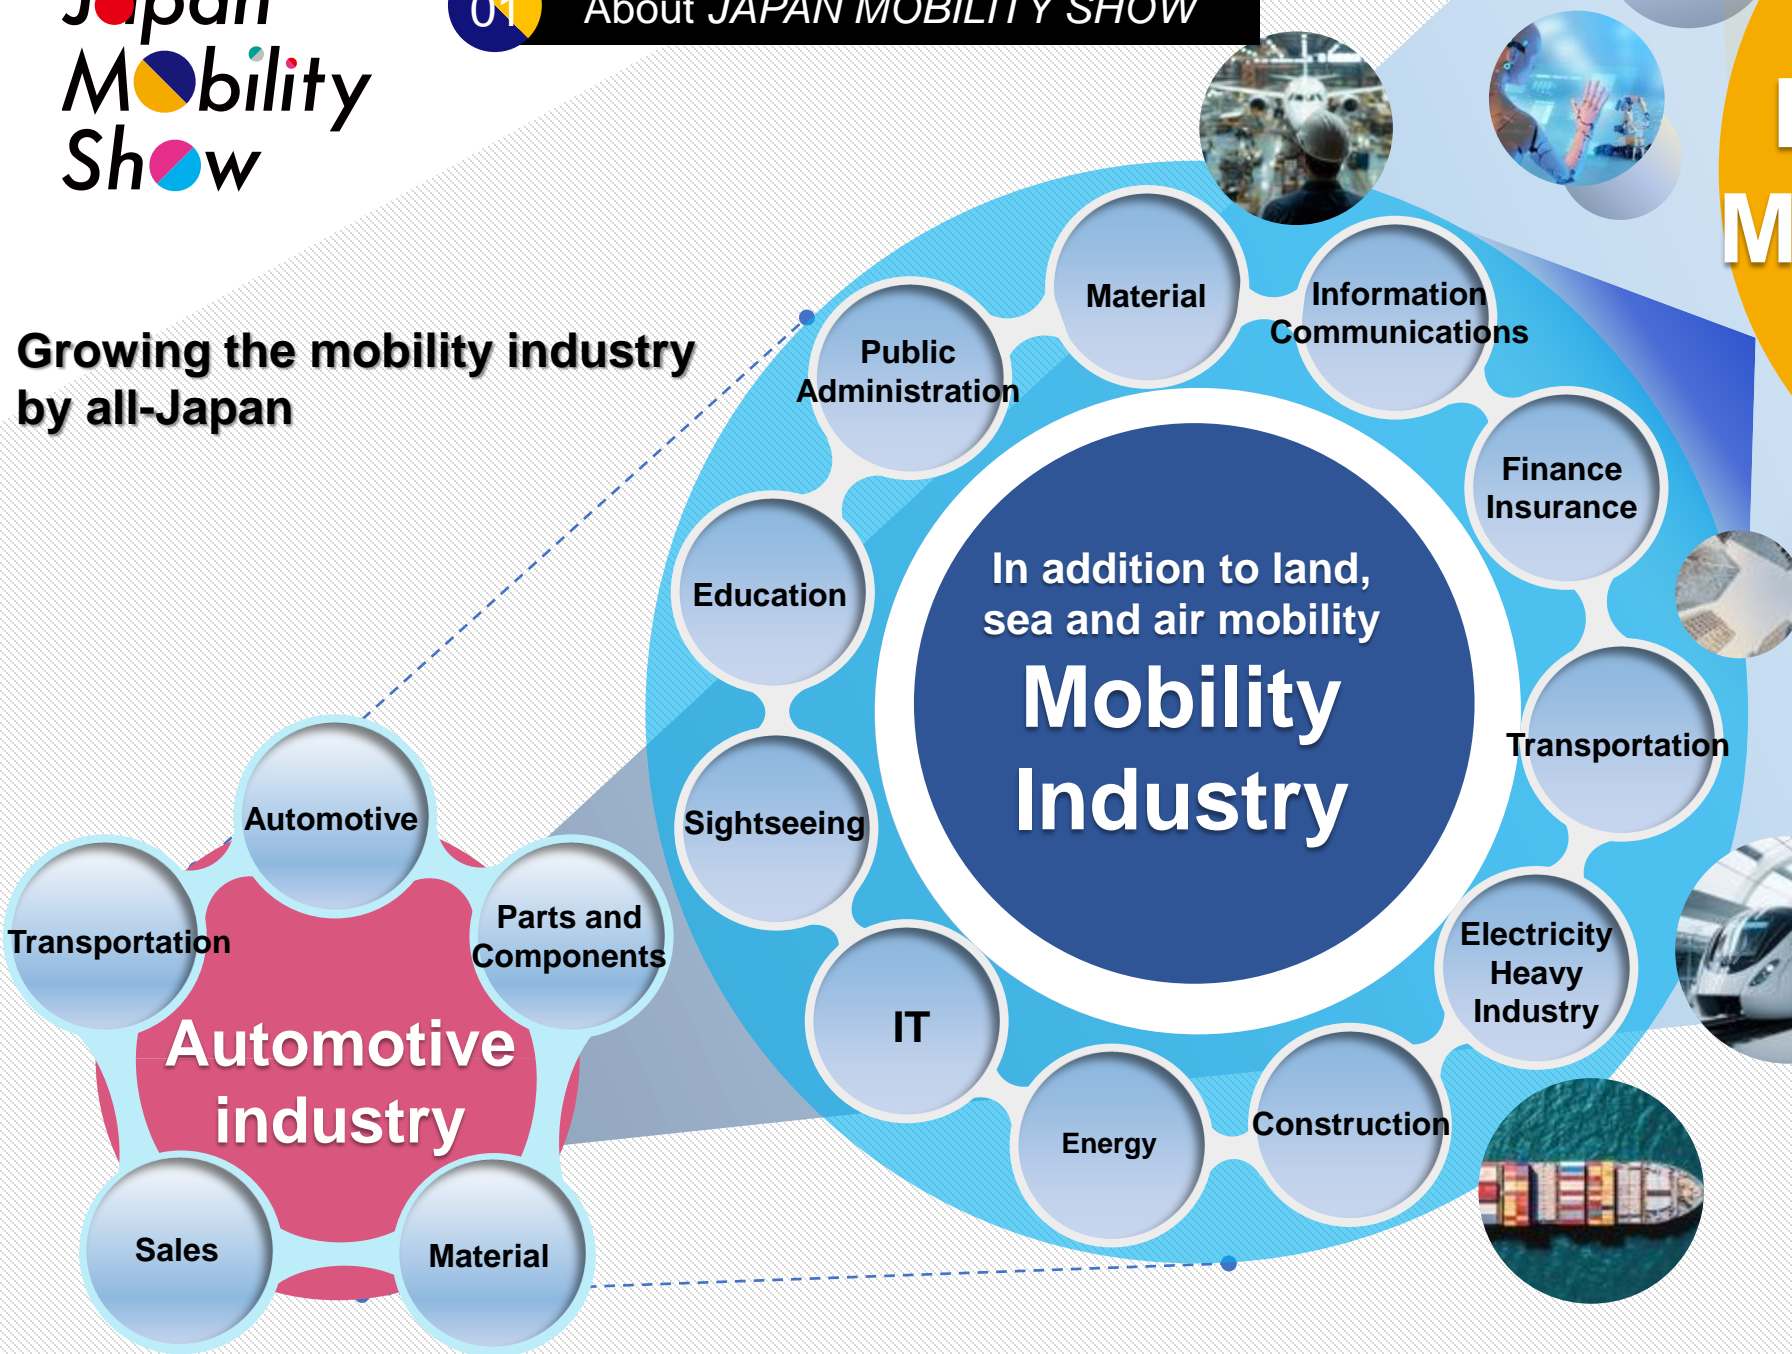 Japan
Mobility
Show
01
About JAPAN MOBILITY SHOW
Growing the mobility industry
by all-Japan
Material
Information
Communications
Public
Administration
Finance
Insurance
Education
In addition to land,
sea and air mobility
Mobility
Industry
Transportation
Sightseeing
Electricity
Heavy
Industry
IT
Construction
Energy
Automotive
Transportation
Parts and
Components
Automotive
industry
Sales
Material
M